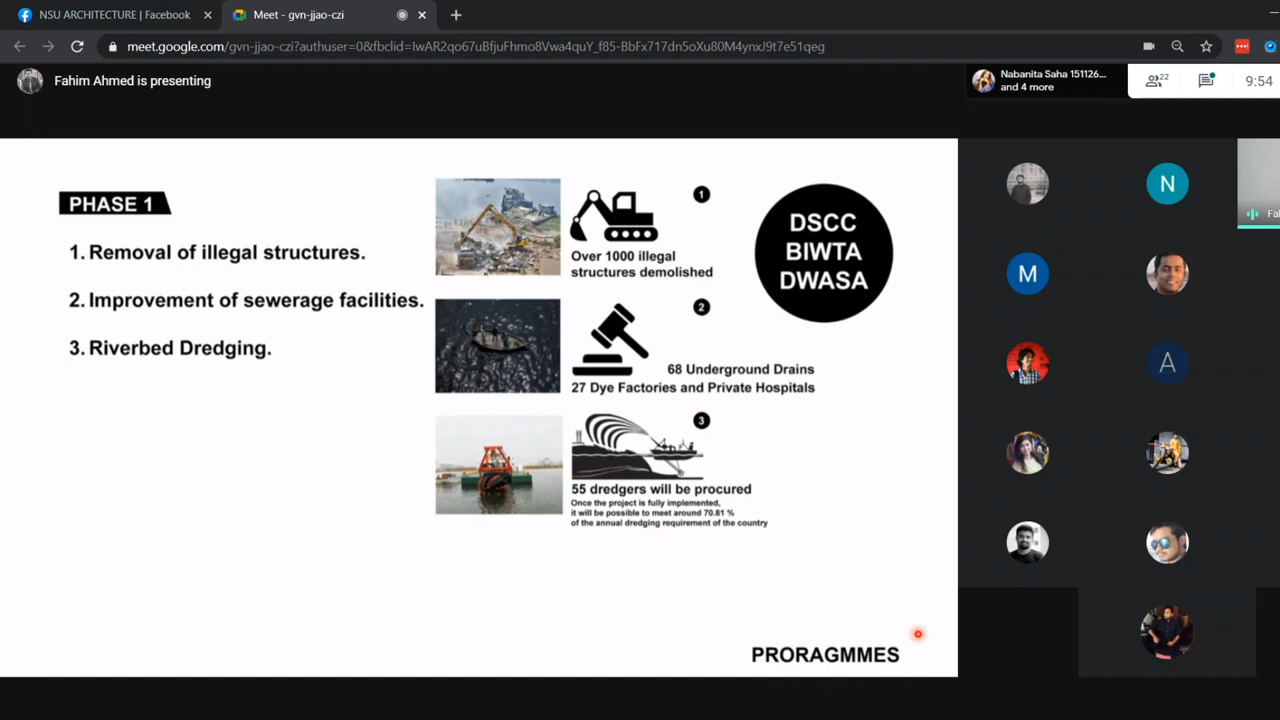 NSU ARCHITECTURE | Facebook
Meet - gvn-jjao-czi
meet.google.com/gvn-jjao-czi?authuser=0&fbclid=IwAR2qo67uBfjuFhmo8Vwa4quY_f85-BbFx717dn5oXu80M4ynxJ9t7e51qeg
Fahim Ahmed is presenting
Nabanita Saha 151126...
and 4 more
22
9:54
PHASE 1
1. Removal of illegal structures.
2. Improvement of sewerage facilities.
3. Riverbed Dredging.
1
Over 1000 illegal
structures demolished
2
68 Underground Drains
27 Dye Factories and Private Hospitals
3
55 dredgers will be procured
Once the project is fully implemented,
it will be possible to meet around 70.81 %
of the annual dredging requirement of the country
DSCC
BIWTA
DWASA
PRORAGMMES
N
Fa
M
A